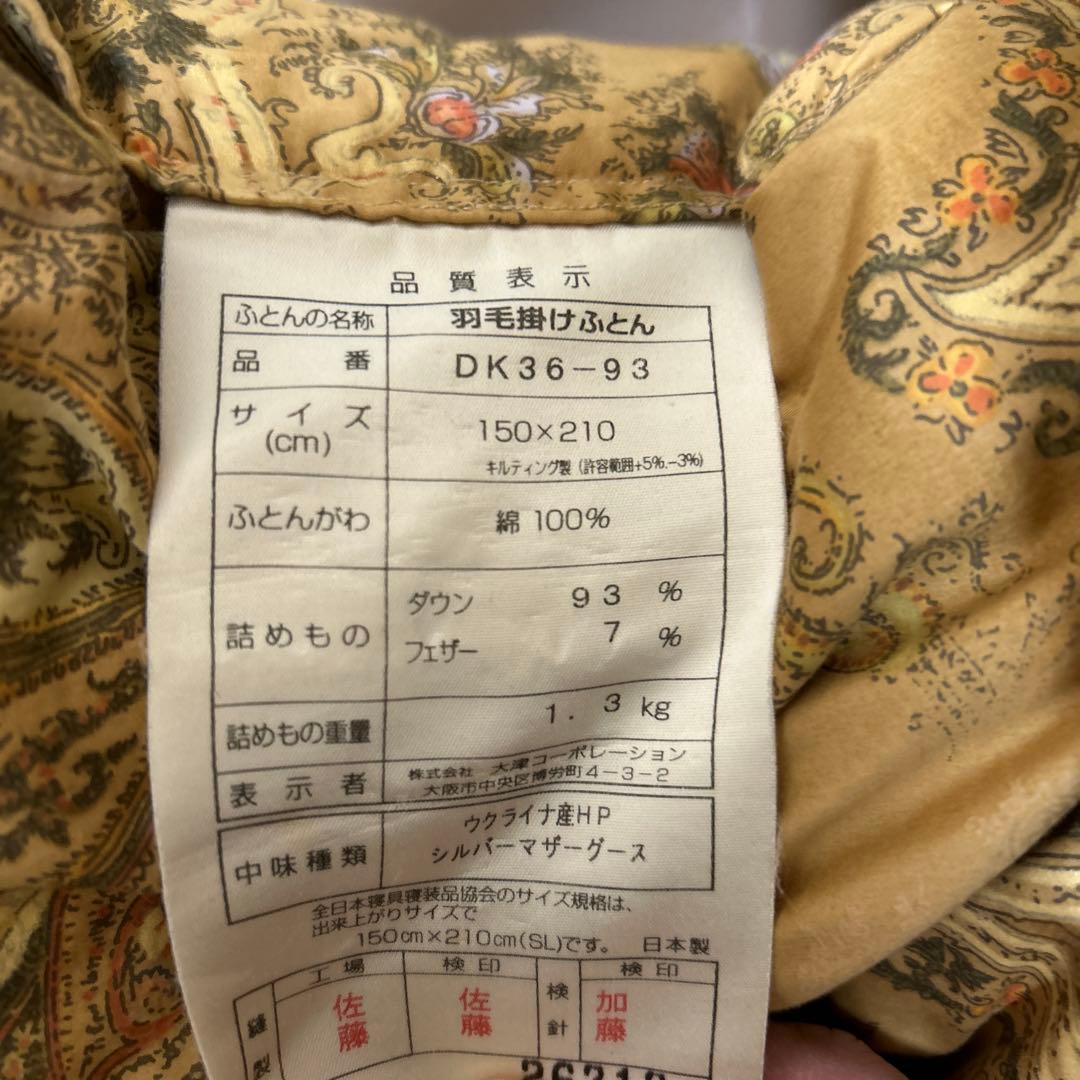 品質表示
ふとんの名称 羽毛掛けふとん
品番 DK36-93
サイズ(cm) 150×210
キルティング製(許容範囲+5%.-3%)
ふとんがわ 綿100%
詰めもの ダウン 93 %
フェザー 7 %
詰めもの重量 1.3 kg
表示者 株式会社 大津コーポレーション
大阪市中央区博労町4-3-2
中味種類 ウクライナ産HP
シルバーマザーグース
全日本寝具寝装品協会のサイズ規格は、
出来上がりサイズで
150cm×210cm(SL)です。 日本製
工場 検印 検印
縫製 佐藤 佐藤 検針 加藤